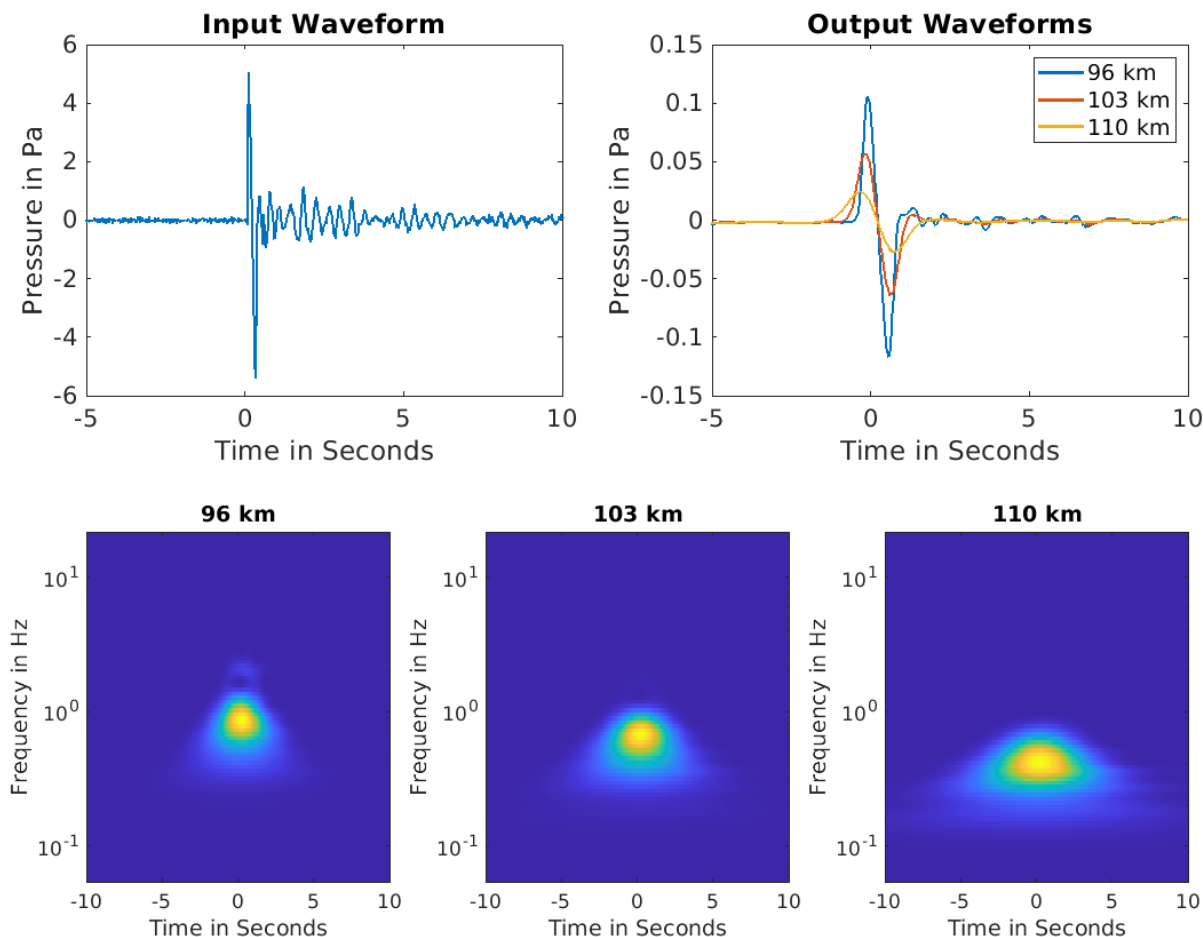 Input Waveform
Pressure in Pa
6
4
2
0
-2
-4
-6
-5
0
5
10
Time in Seconds
Output Waveforms
Pressure in Pa
0.15
0.1
0.05
0
-0.05
-0.1
-0.15
-5
0
5
10
Time in Seconds
96 km
103 km
110 km
96 km
Frequency in Hz
10^1
10^0
10^-1
-10
-5
0
5
10
Time in Seconds
103 km
Frequency in Hz
10^1
10^0
10^-1
-10
-5
0
5
10
Time in Seconds
110 km
Frequency in Hz
10^1
10^0
10^-1
-10
-5
0
5
10
Time in Seconds